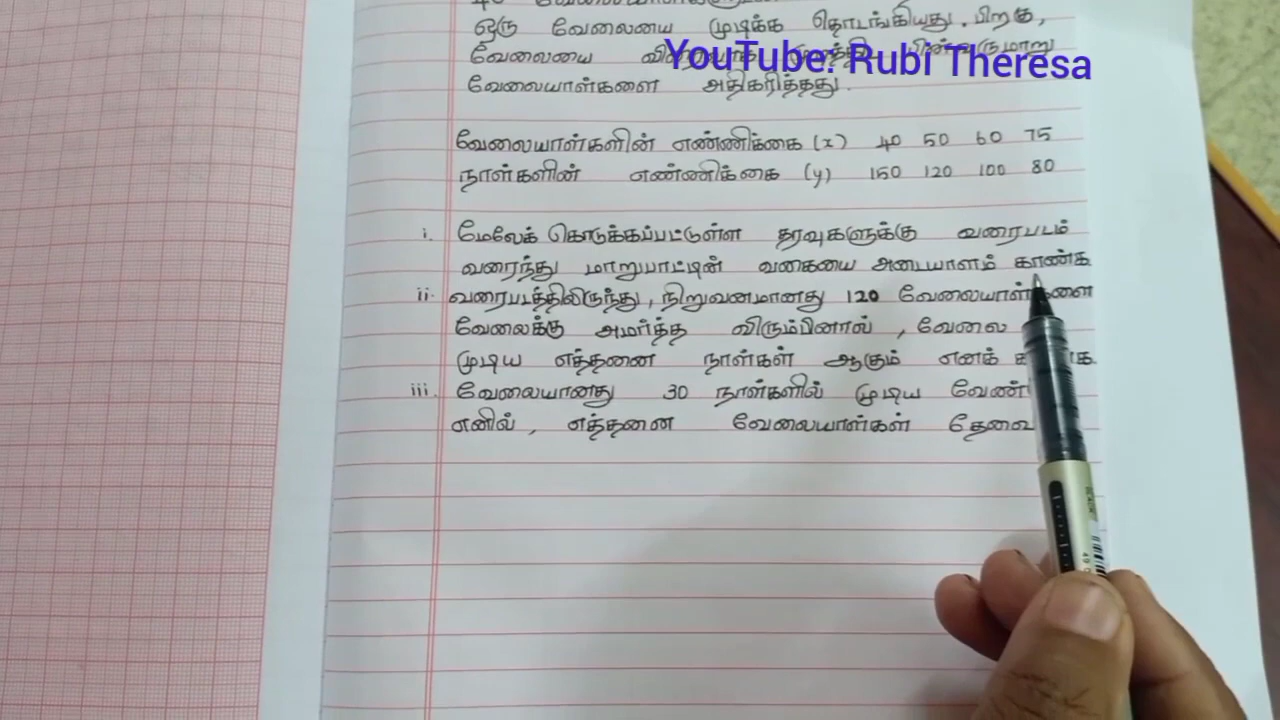 40
ஒரு வேலையை முடிக்க தொடங்கியது. பிறகு,
வேலையை
YouTube: Rubi Theresa
வேலையாள்களை அதிகரித்தது.
வேலையாள்களின் எண்ணிக்கை (x) 40 50 60 75
நாள்களின் எண்ணிக்கை (y) 150 120 100 80
i. மேலேக் கொடுக்கப்பட்டுள்ள தரவுகளுக்கு வரைபடம்
வரைந்து மாறுபாட்டின் வகையை அடையாளம் காண்க
ii. வரைபடத்திலிருந்து, நிறுவனமானது 120
வேலைக்கு அமர்த்த விரும்பினால், வேலை
முடிய எத்தனை நாள்கள் ஆகும் எனக்
iii. வேலையானது 30 நாள்களில் முடிய
எனில், எத்தனை வேலையாள்கள்